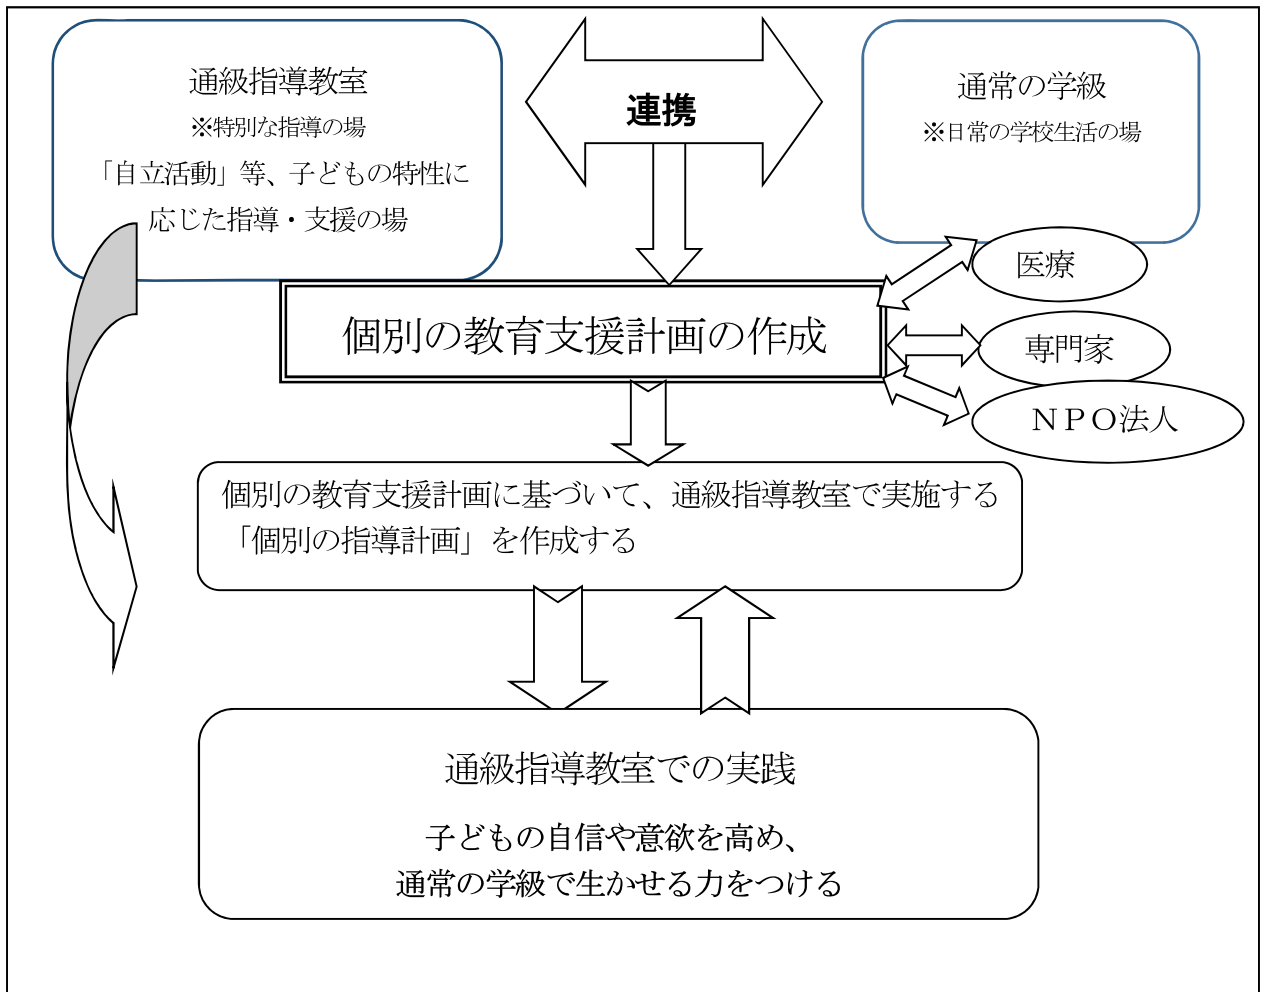 通級指導教室
※特別な指導の場
「自立活動」等、子どもの特性に
応じた指導・支援の場
連携
通常の学級
※日常の学校生活の場
医療
個別の教育支援計画の作成
専門家
ＮＰＯ法人
個別の教育支援計画に基づいて、通級指導教室で実施する
「個別の指導計画」を作成する
通級指導教室での実践
子どもの自信や意欲を高め、
通常の学級で生かせる力をつける